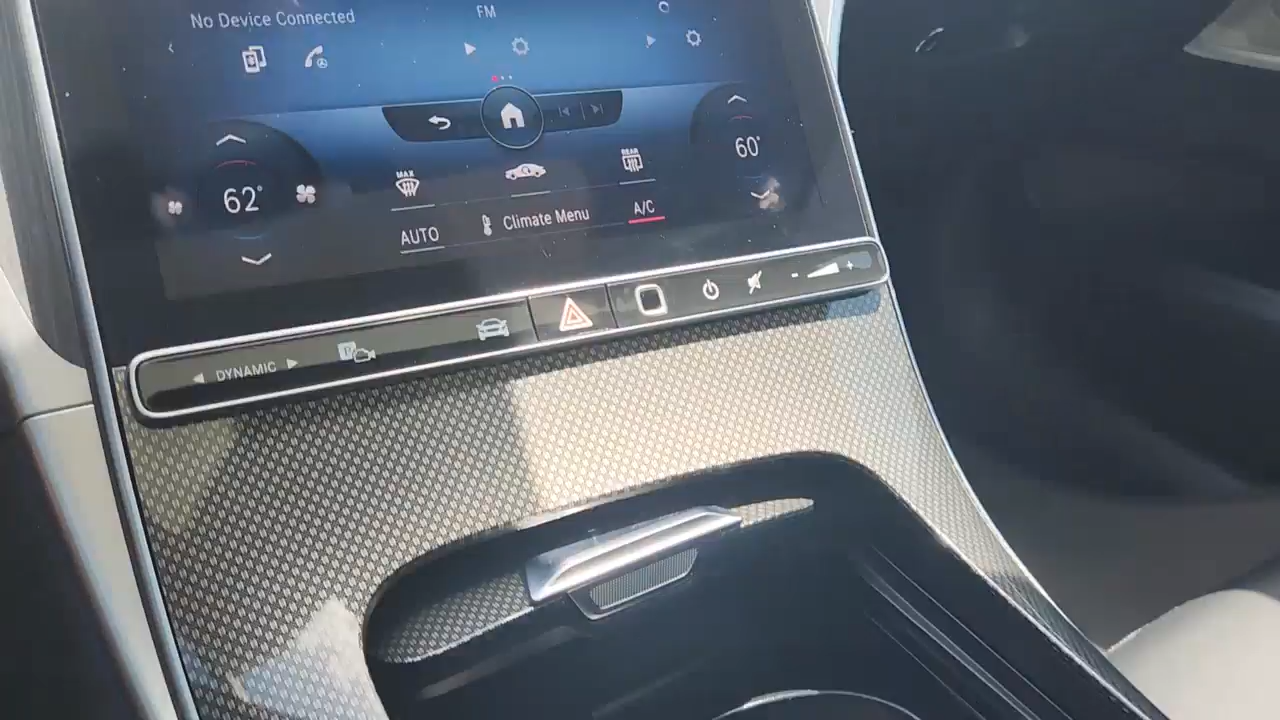 No Device Connected
FM
62°
60°
MAX
REAR
AUTO
Climate Menu
A/C
DYNAMIC
P
- +